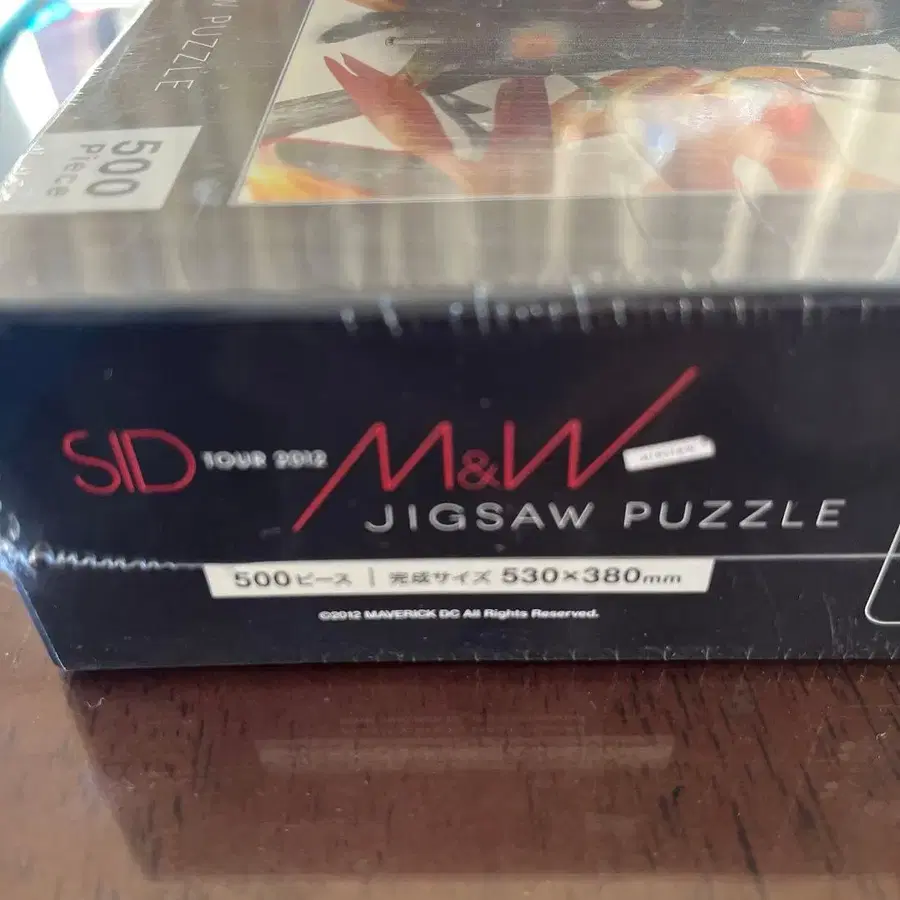 W PUZZLE
500
Piece
SID TOUR 2012 M&W
JIGSAW PUZZLE
500ピース | 完成サイズ 530×380mm
©2012 MAVERICK DC All Rights Reserved.